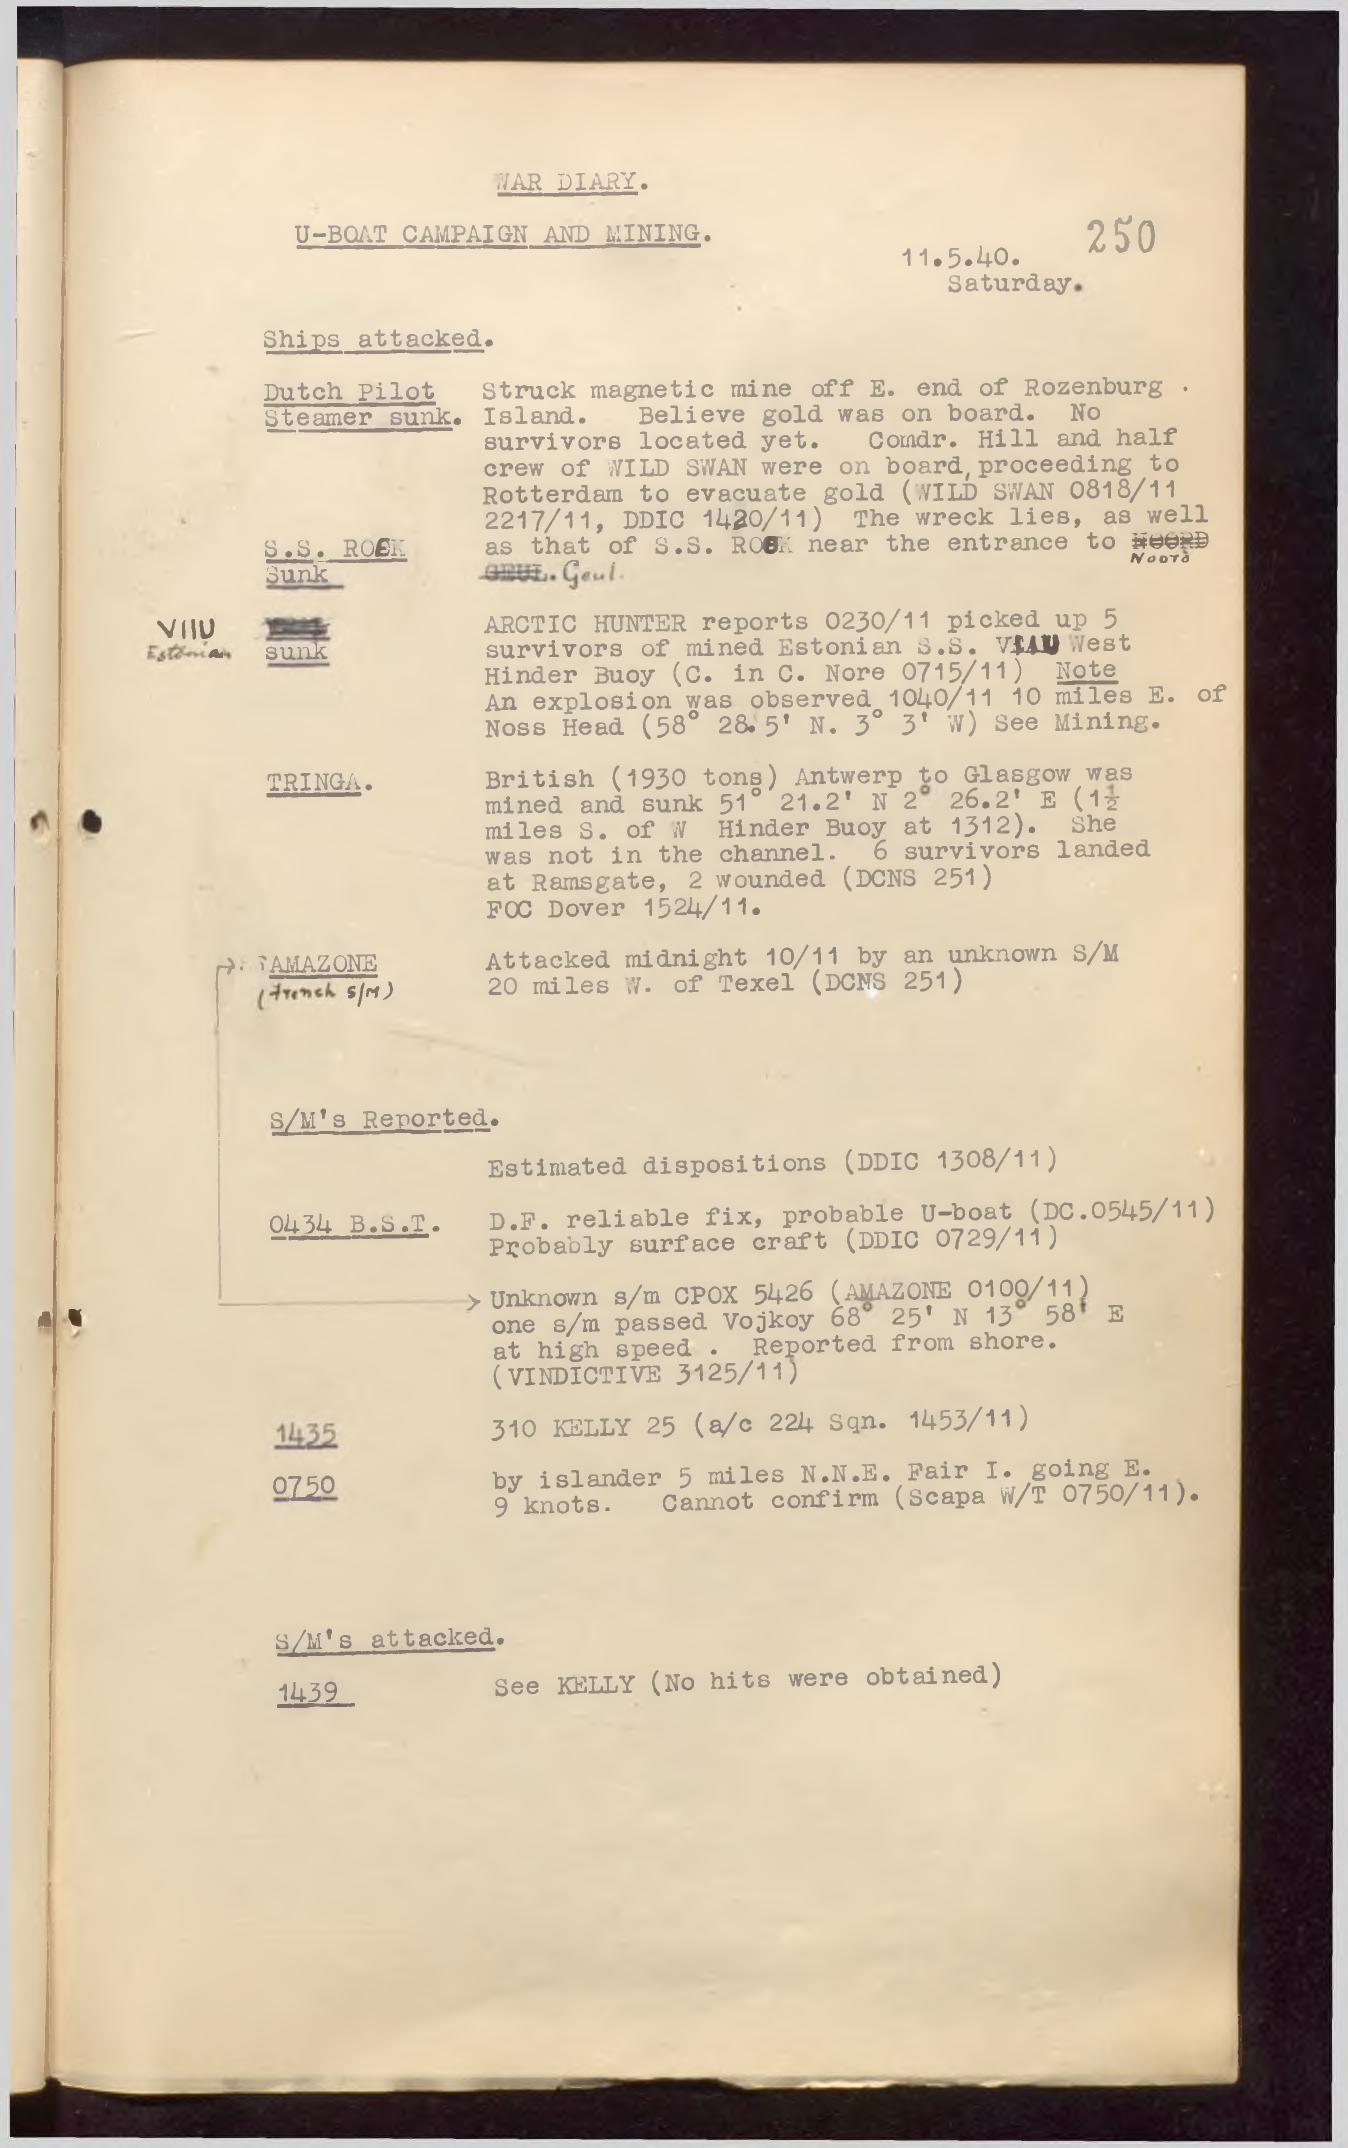 WAR DIARY.
U-BOAT CAMPAIGN AND MINING.
250
11.5.40.
Saturday.
Ships attacked.
Dutch Pilot Struck magnetic mine off E. end of Rozenburg .
Steamer sunk. Island. Believe gold was on board. No
survivors located yet. Comdr. Hill and half
crew of WILD SWAN were on board, proceeding to
Rotterdam to evacuate gold (WILD SWAN 0818/11
2217/11, DDIC 1420/11) The wreck lies, as well
S.S. ROEK as that of S.S. ROEK near the entrance to NOORD
Noord
Sunk GEUL. Geul.
VIIU ARCTIC HUNTER reports 0230/11 picked up 5
Estonian sunk survivors of mined Estonian S.S. VIIU West
Hinder Buoy (C. in C. Nore 0715/11) Note
An explosion was observed 1040/11 10 miles E. of
Noss Head (58° 28.5' N. 3° 3' W) See Mining.
TRINGA. British (1930 tons) Antwerp to Glasgow was
mined and sunk 51° 21.2' N 2° 26.2' E (1½
miles S. of W Hinder Buoy at 1312). She
was not in the channel. 6 survivors landed
at Ramsgate, 2 wounded (DCNS 251)
FOC Dover 1524/11.
AMAZONE Attacked midnight 10/11 by an unknown S/M
(French S/M) 20 miles W. of Texel (DCNS 251)
S/M's Reported.
Estimated dispositions (DDIC 1308/11)
0434 B.S.T. D.F. reliable fix, probable U-boat (DC.0545/11)
Probably surface craft (DDIC 0729/11)
Unknown s/m CPOX 5426 (AMAZONE 0100/11)
one s/m passed Vojkoy 68° 25' N 13° 58' E
at high speed . Reported from shore.
(VINDICTIVE 3125/11)
1435 310 KELLY 25 (a/c 224 Sqn. 1453/11)
0750 by islander 5 miles N.N.E. Fair I. going E.
9 knots. Cannot confirm (Scapa W/T 0750/11).
S/M's attacked.
1439 See KELLY (No hits were obtained)